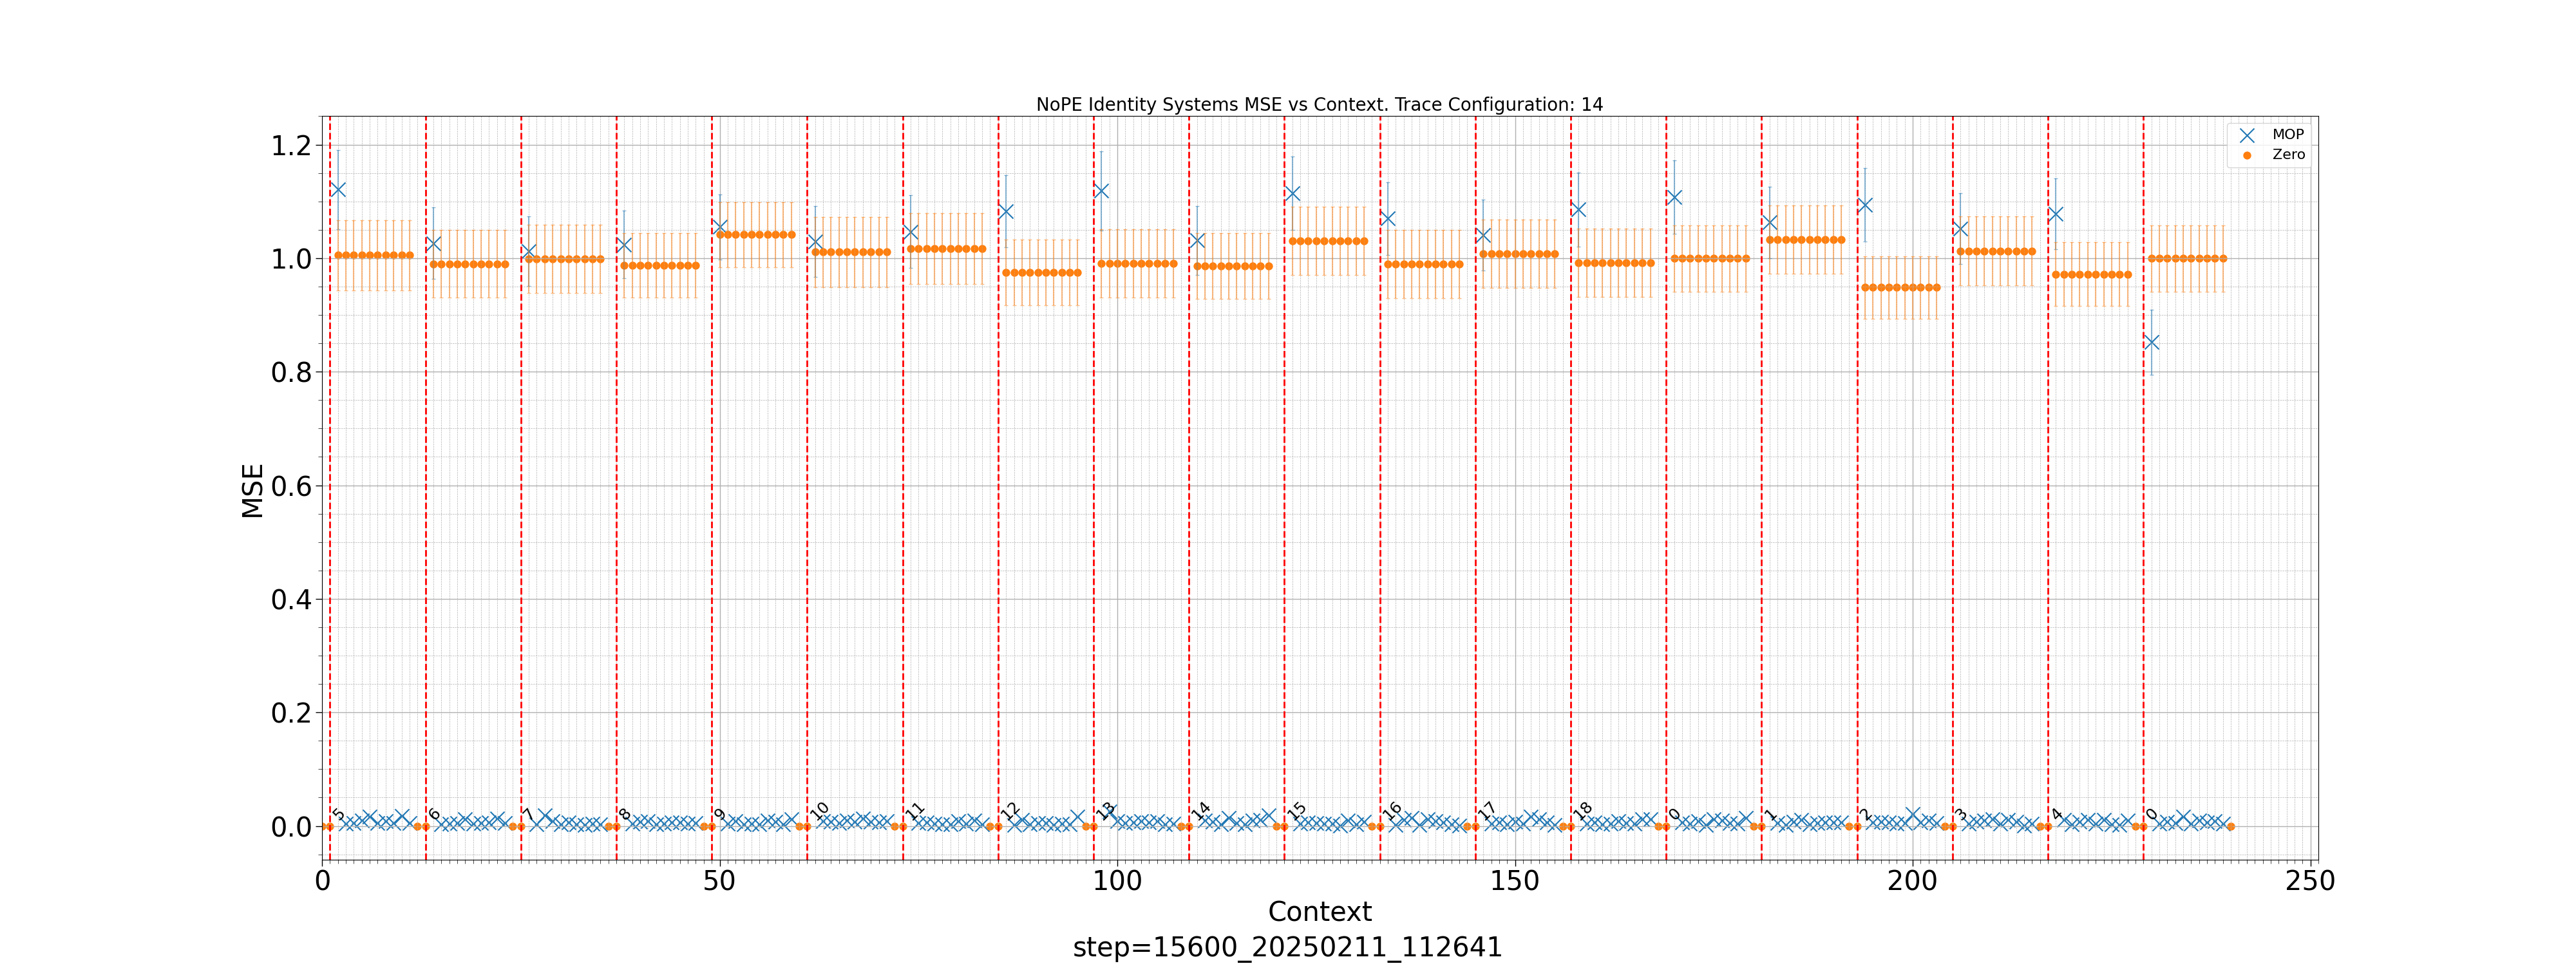 NoPE Identity Systems MSE vs Context. Trace Configuration: 14
MOP
Zero
1.2
1.0
0.8
0.6
0.4
0.2
0.0
MSE
5 6 7 8 9 10 11 12 13 14 15 16 17 18 0 1 2 3 4 0
0 50 100 150 200 250
Context
step=15600_20250211_112641